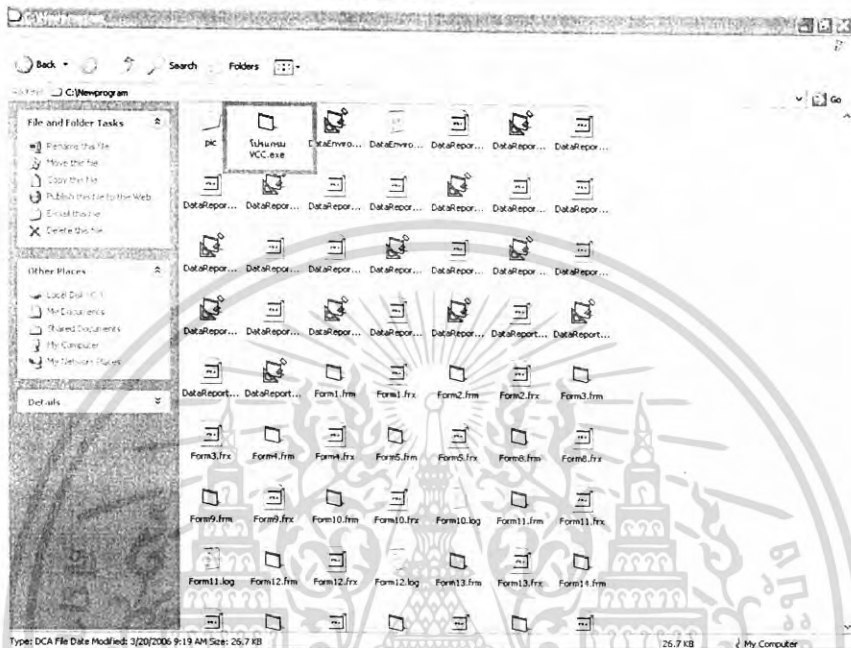 C:\Newprogram
Back Search Folders
C:\Newprogram Go
File and Folder Tasks
Rename this file
Move this file
Copy this file
Publish this file to the Web
E-mail this file
Delete this file
Other Places
Local Disk (C:)
My Documents
Shared Documents
My Computer
My Network Places
Details
pic โปรแกรม VCC.exe DataEnviro... DataEnviro... DataRepor... DataRepor... DataRepor...
DataRepor... DataRepor... DataRepor... DataRepor... DataRepor... DataRepor... DataRepor...
DataRepor... DataRepor... DataRepor... DataRepor... DataRepor... DataRepor... DataRepor...
DataRepor... DataRepor... DataRepor... DataRepor... DataRepor... DataReport... DataReport...
DataReport... DataReport... Form1.frm Form1.frx Form2.frm Form2.frx Form3.frm
Form3.frx Form4.frm Form4.frx Form5.frm Form5.frx Form8.frm Form8.frx
Form9.frm Form9.frx Form10.frm Form10.frx Form10.log Form11.frm Form11.frx
Form11.log Form12.frm Form12.frx Form12.log Form13.frm Form13.frx Form14.frm
Type: DCA File Date Modified: 3/20/2006 9:19 AM Size: 26.7 KB 26.7 KB My Computer